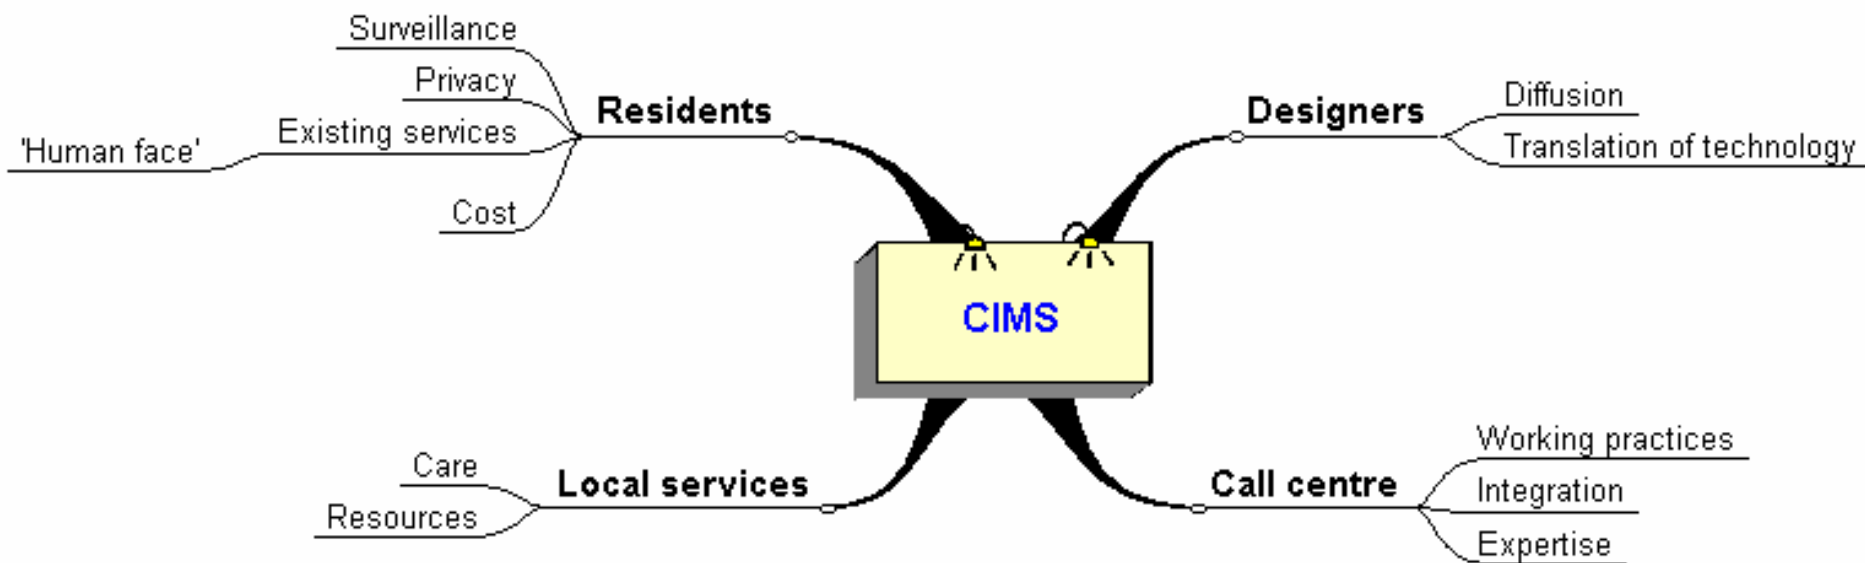 Surveillance
Privacy
Existing services
'Human face'
Cost
Residents
Designers
Diffusion
Translation of technology
CIMS
Care
Resources
Local services
Call centre
Working practices
Integration
Expertise